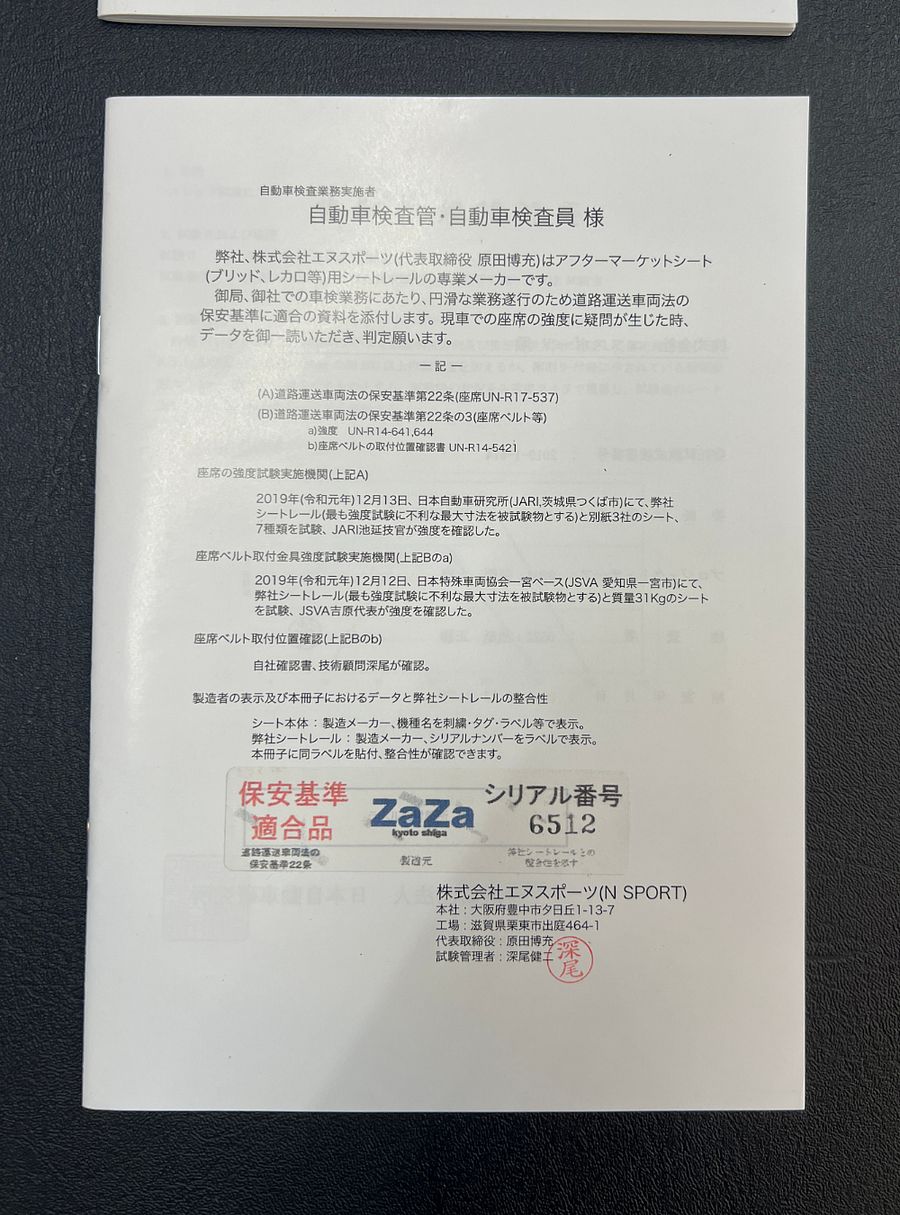 自動車検査業務実施者
自動車検査管・自動車検査員 様
弊社、株式会社エヌスポーツ(代表取締役 原田博充)はアフターマーケットシート
(ブリッド、レカロ等)用シートレールの専業メーカーです。
御局、御社での車検業務にあたり、円滑な業務遂行のため道路運送車両法の
保安基準に適合の資料を添付します。現車での座席の強度に疑問が生じた時、
データを御一読いただき、判定願います。
ー 記 ー
(A)道路運送車両法の保安基準第22条(座席UN-R17-537)
(B)道路運送車両法の保安基準第22条の3(座席ベルト等)
a)強度 UN-R14-641,644
b)座席ベルトの取付位置確認書 UN-R14-5421
座席の強度試験実施機関(上記A)
2019年(令和元年)12月13日、日本自動車研究所(JARI,茨城県つくば市)にて、弊社
シートレール(最も強度試験に不利な最大寸法を被試験物とする)と別紙3社のシート、
7種類を試験、JARI池延技官が強度を確認した。
座席ベルト取付金具強度試験実施機関(上記Bのa)
2019年(令和元年)12月12日、日本特殊車両協会一宮ベース(JSVA 愛知県一宮市)にて、
弊社シートレール(最も強度試験に不利な最大寸法を被試験物とする)と質量31Kgのシート
を試験、JSVA吉原代表が強度を確認した。
座席ベルト取付位置確認(上記Bのb)
自社確認書、技術顧問深尾が確認。
製造者の表示及び本冊子におけるデータと弊社シートレールの整合性
シート本体 : 製造メーカー、機種名を刺繍・タグ・ラベル等で表示。
弊社シートレール : 製造メーカー、シリアルナンバーをラベルで表示。
本冊子に同ラベルを貼付、整合性が確認できます。
保安基準
適合品
道路運送車両法の
保安基準22条
ZaZa
kyoto shiga
製造元
シリアル番号
6512
弊社シートレールとの
整合性を示す
株式会社エヌスポーツ(N SPORT)
本社 : 大阪府豊中市夕日丘1-13-7
工場 : 滋賀県栗東市出庭464-1
代表取締役 : 原田博充
試験管理者 : 深尾健二
深尾